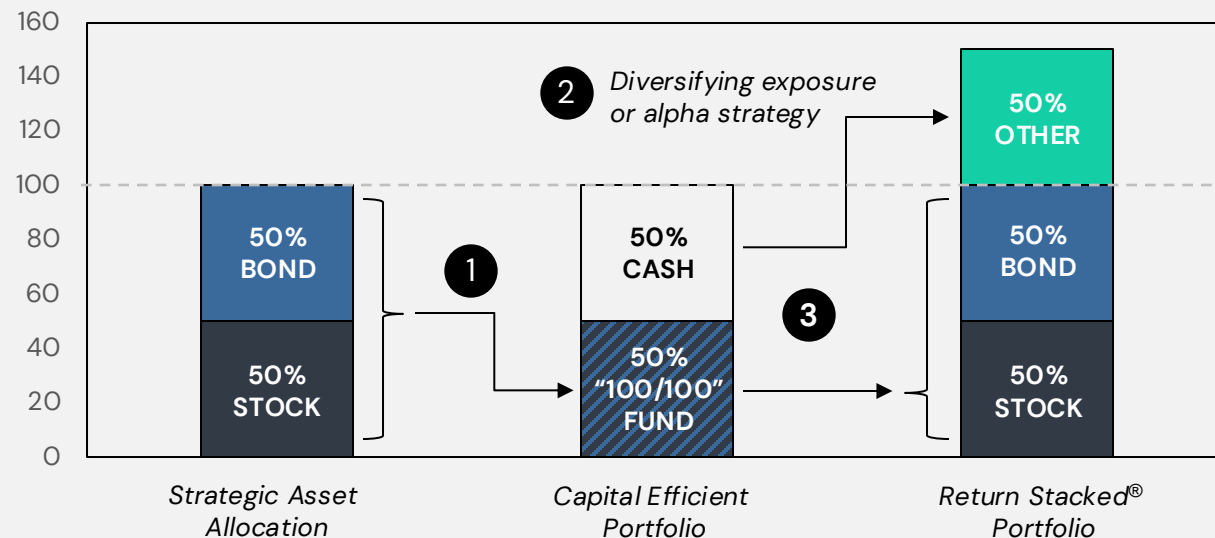 160
140
120
100
80
60
40
20
0
50%
BOND
50%
STOCK
1
2
Diversifying exposure
or alpha strategy
50%
CASH
50%
“100/100”
FUND
3
50%
OTHER
50%
BOND
50%
STOCK
Strategic Asset
Allocation
Capital Efficient
Portfolio
Return Stacked®
Portfolio